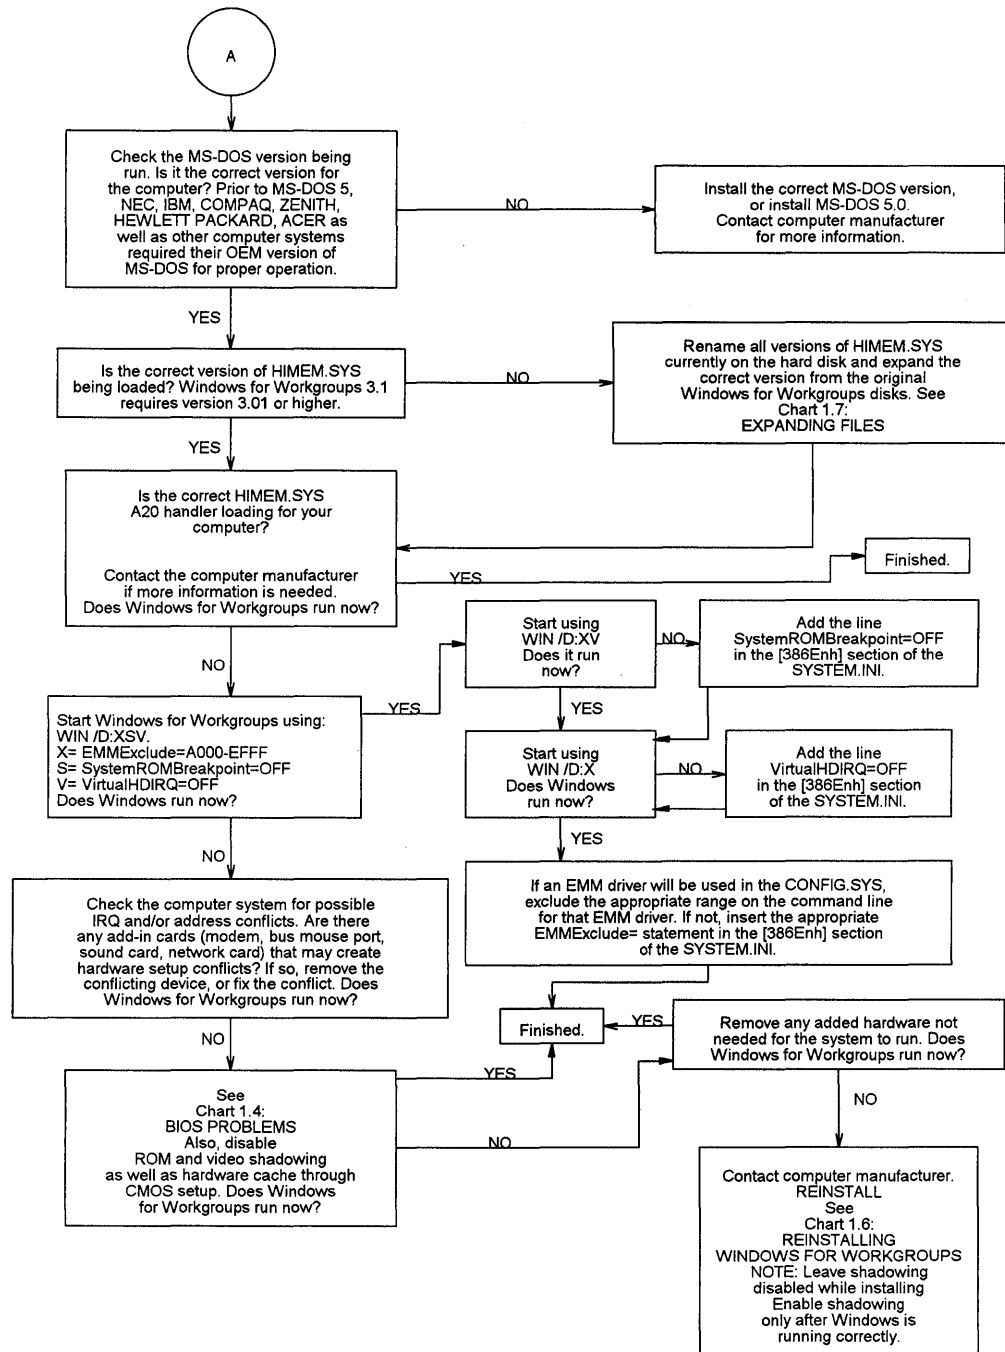 A
Check the MS-DOS version being
run. Is it the correct version for
the computer? Prior to MS-DOS 5,
NEC, IBM, COMPAQ, ZENITH,
HEWLETT PACKARD, ACER as
well as other computer systems
required their OEM version of
MS-DOS for proper operation.
NO
Install the correct MS-DOS version,
or install MS-DOS 5.0.
Contact computer manufacturer
for more information.
YES
Is the correct version of HIMEM.SYS
being loaded? Windows for Workgroups 3.1
requires version 3.01 or higher.
NO
Rename all versions of HIMEM.SYS
currently on the hard disk and expand the
correct version from the original
Windows for Workgroups disks. See
Chart 1.7:
EXPANDING FILES
YES
Is the correct HIMEM.SYS
A20 handler loading for your
computer?
Contact the computer manufacturer
if more information is needed.
Does Windows for Workgroups run now?
YES
Finished.
NO
Start Windows for Workgroups using:
WIN /D:XSV.
X= EMMExclude=A000-EFFF
S= SystemROMBreakpoint=OFF
V= VirtualHDIRQ=OFF
Does Windows run now?
YES
Start using
WIN /D:XV
Does it run
now?
NO
Add the line
SystemROMBreakpoint=OFF
in the [386Enh] section of the
SYSTEM.INI.
YES
Start using
WIN /D:X
Does Windows
run now?
NO
Add the line
VirtualHDIRQ=OFF
in the [386Enh] section
of the SYSTEM.INI.
YES
If an EMM driver will be used in the CONFIG.SYS,
exclude the appropriate range on the command line
for that EMM driver. If not, insert the appropriate
EMMExclude= statement in the [386Enh] section
of the SYSTEM.INI.
NO
Check the computer system for possible
IRQ and/or address conflicts. Are there
any add-in cards (modem, bus mouse port,
sound card, network card) that may create
hardware setup conflicts? If so, remove the
conflicting device, or fix the conflict. Does
Windows for Workgroups run now?
NO
Finished.
YES
Remove any added hardware not
needed for the system to run. Does
Windows for Workgroups run now?
See
Chart 1.4:
BIOS PROBLEMS
Also, disable
ROM and video shadowing
as well as hardware cache through
CMOS setup. Does Windows
for Workgroups run now?
YES
NO
NO
Contact computer manufacturer.
REINSTALL
See
Chart 1.6:
REINSTALLING
WINDOWS FOR WORKGROUPS
NOTE: Leave shadowing
disabled while installing
Enable shadowing
only after Windows is
running correctly.